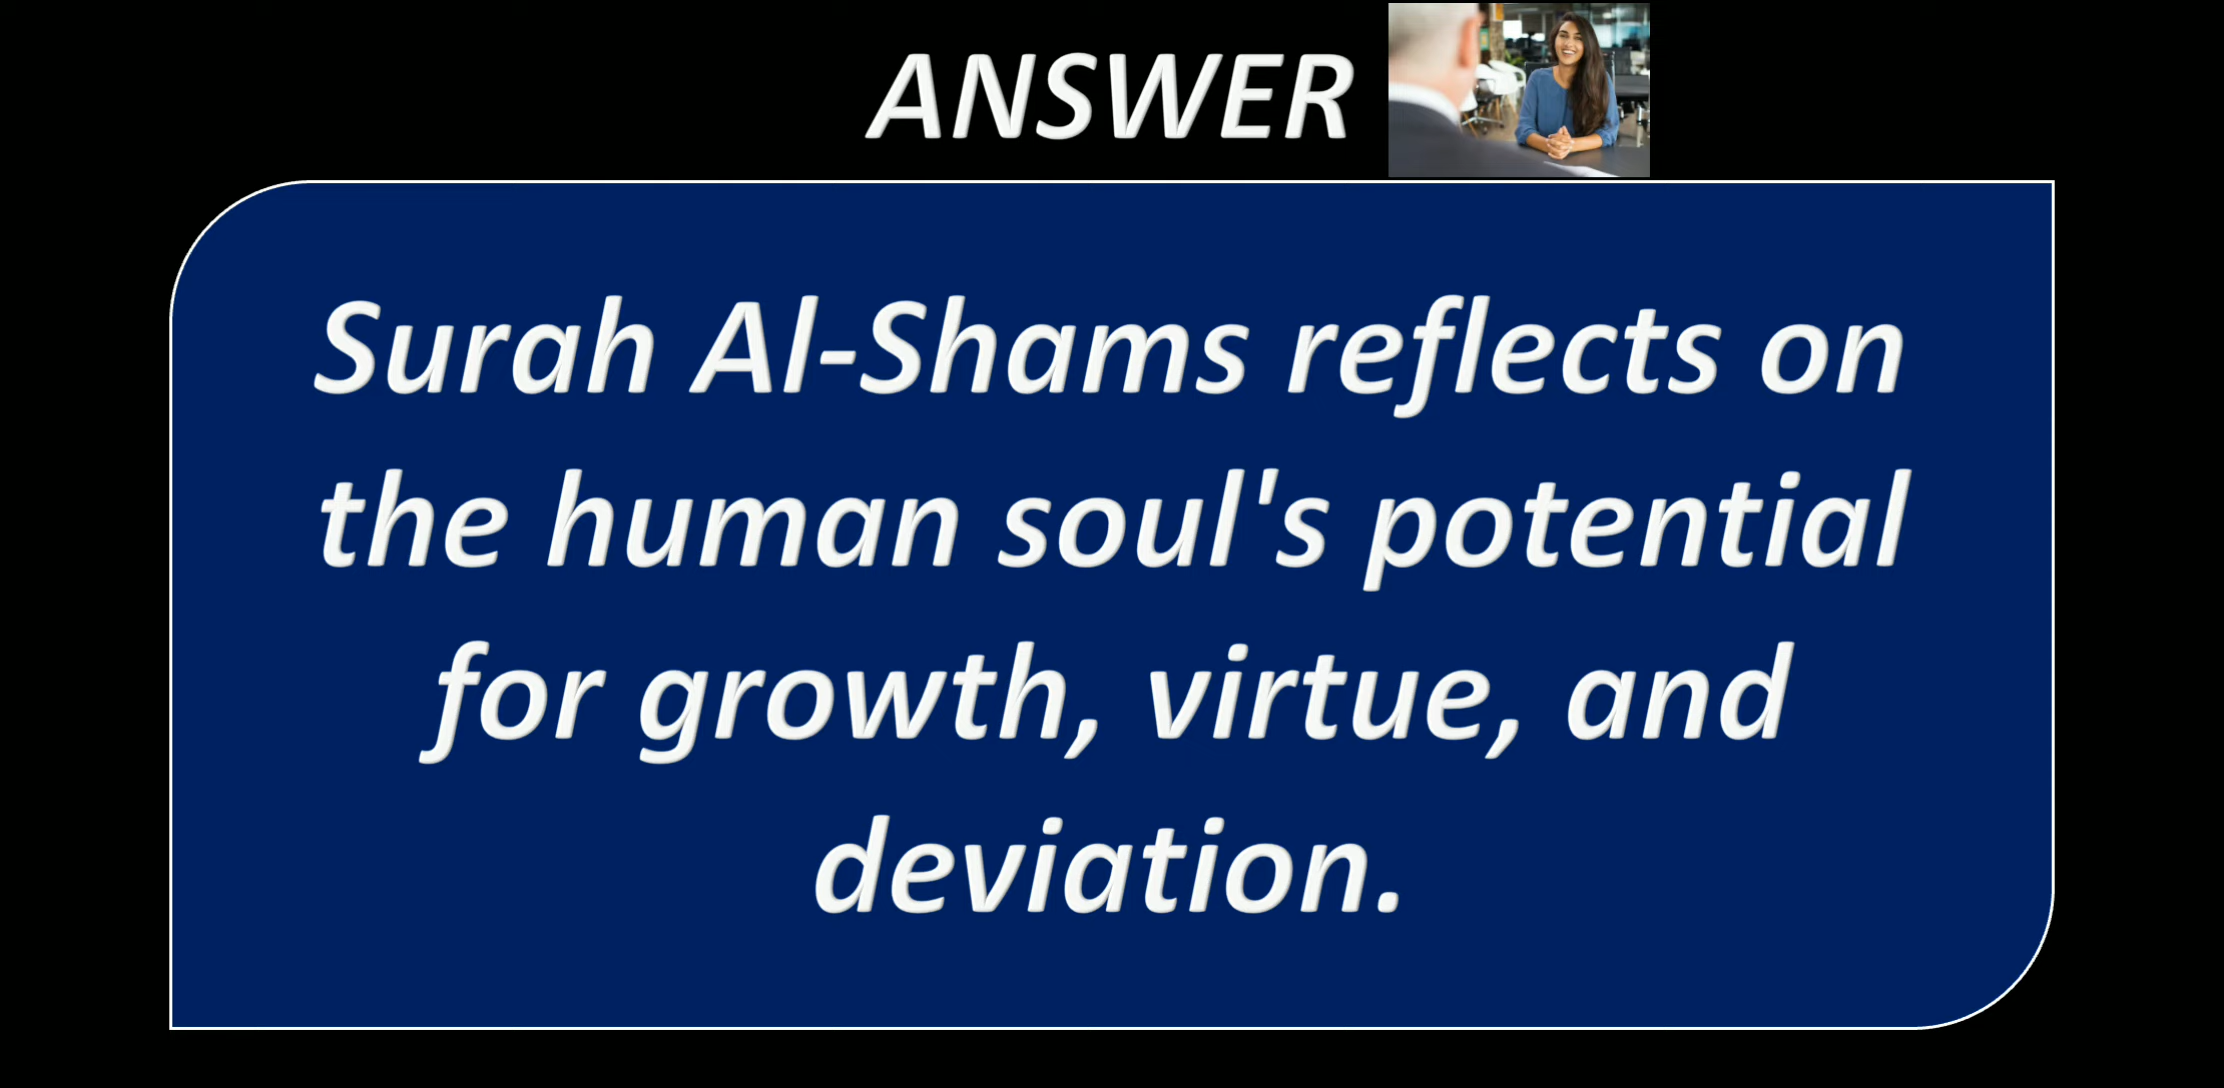 ANSWER
Surah Al-Shams reflects on
the human soul's potential
for growth, virtue, and
deviation.